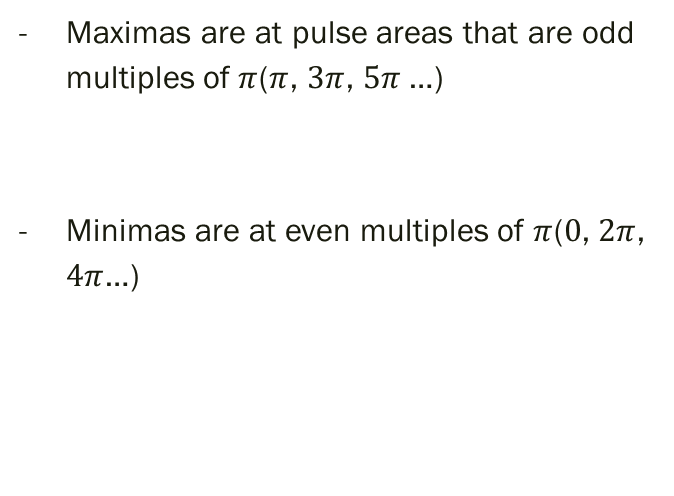 - Maximas are at pulse areas that are odd
multiples of 𝜋(𝜋, 3𝜋, 5𝜋 ...)
- Minimas are at even multiples of 𝜋(0, 2𝜋,
4𝜋...)